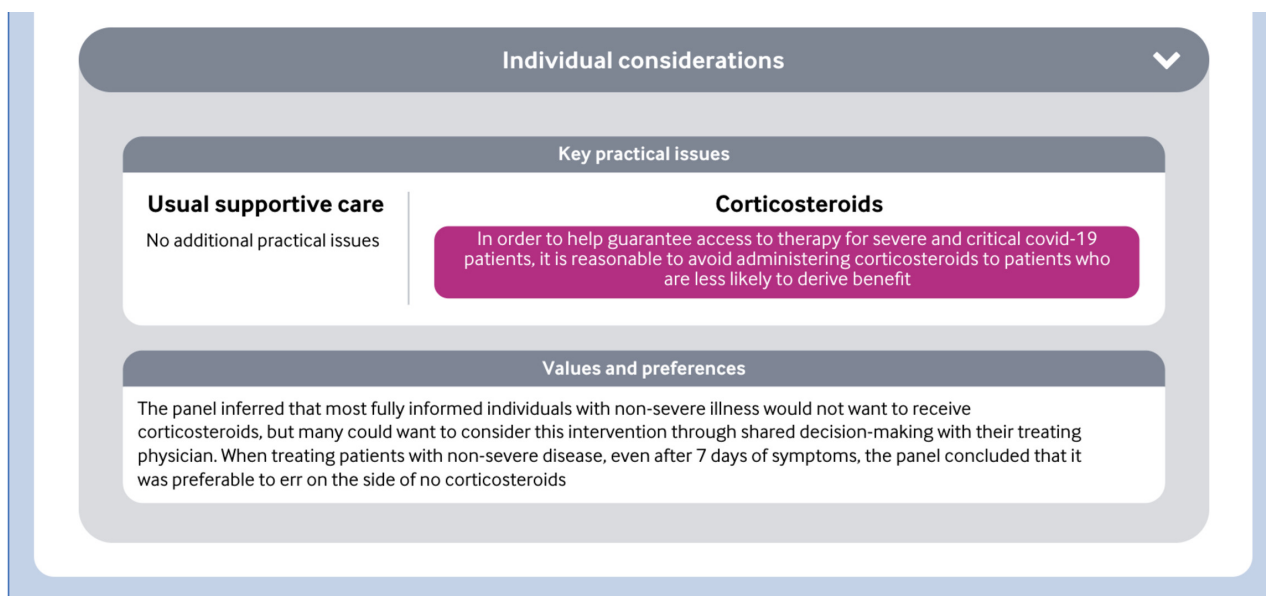 Individual considerations
Key practical issues
Usual supportive care
No additional practical issues
Corticosteroids
In order to help guarantee access to therapy for severe and critical covid-19
patients, it is reasonable to avoid administering corticosteroids to patients who
are less likely to derive benefit
Values and preferences
The panel inferred that most fully informed individuals with non-severe illness would not want to receive
corticosteroids, but many could want to consider this intervention through shared decision-making with their treating
physician. When treating patients with non-severe disease, even after 7 days of symptoms, the panel concluded that it
was preferable to err on the side of no corticosteroids